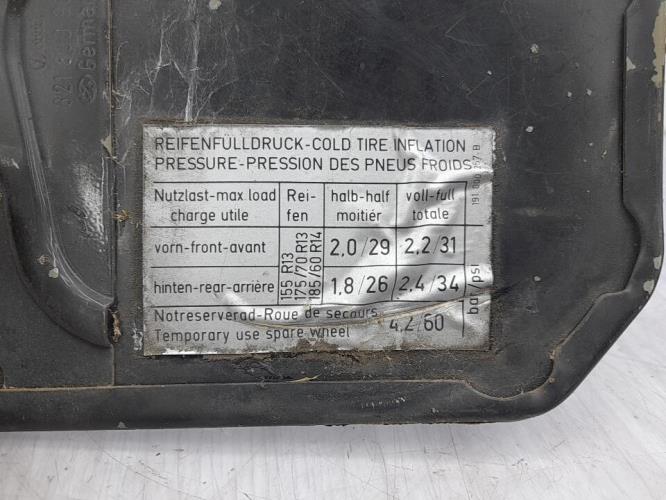 REIFENFÜLLDRUCK-COLD TIRE INFLATION
PRESSURE-PRESSION DES PNEUS FROIDS
Nutzlast-max load Rei- halb-half voll-full
charge utile fen moitiér totale
vorn-front-avant 2,0/29 2,2/31
hinten-rear-arrière 1,8/26 2,4/34
155 R13
175/70 R13
185/60 R14
bar/psi
Notreserverad-Roue de secours
Temporary use spare wheel 4,2/60
German